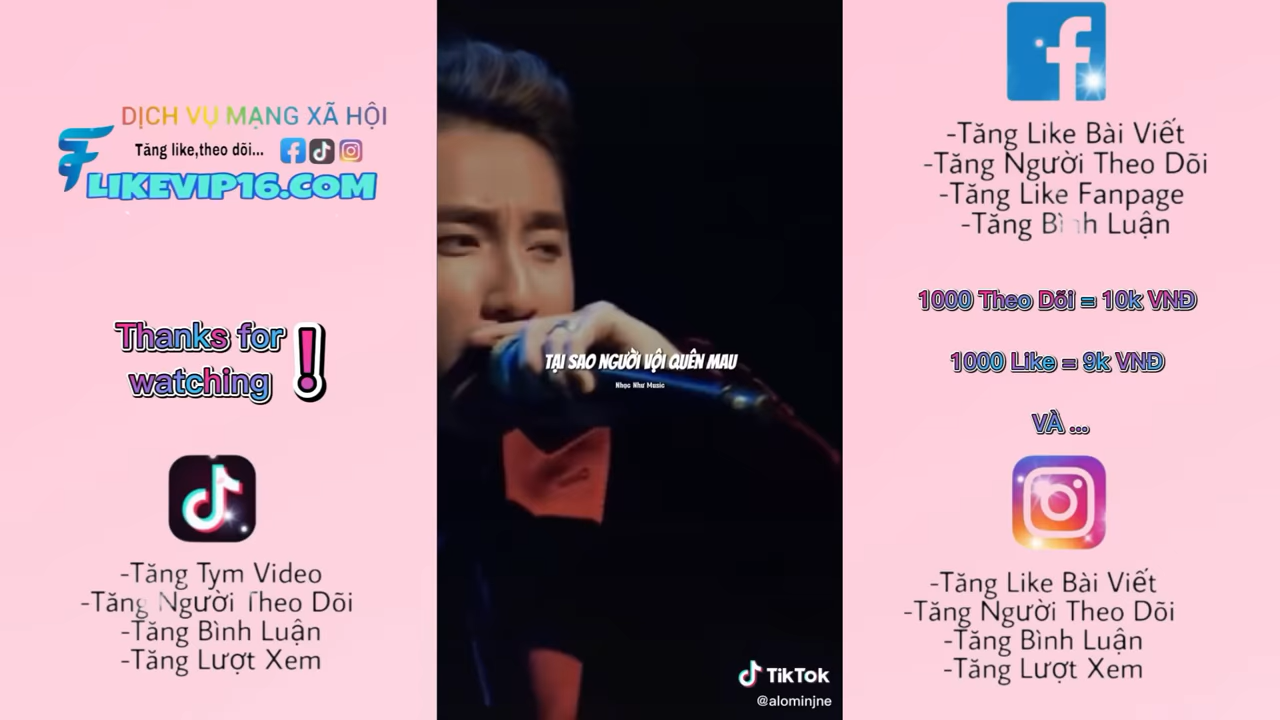 DỊCH VỤ MẠNG XÃ HỘI
Tăng like,theo dõi...
LIKEVIP16.COM
Thanks for
watching !
-Tăng Tym Video
-Tăng Người Theo Dõi
-Tăng Bình Luận
-Tăng Lượt Xem
TẠI SAO NGƯỜI VỘI QUÊN MAU
Nhạc Như Music
TikTok
@alominjne
-Tăng Like Bài Viết
-Tăng Người Theo Dõi
-Tăng Like Fanpage
-Tăng Bình Luận
1000 Theo Dõi = 10k VNĐ
1000 Like = 9k VNĐ
VÀ ...
-Tăng Like Bài Viết
-Tăng Người Theo Dõi
-Tăng Bình Luận
-Tăng Lượt Xem